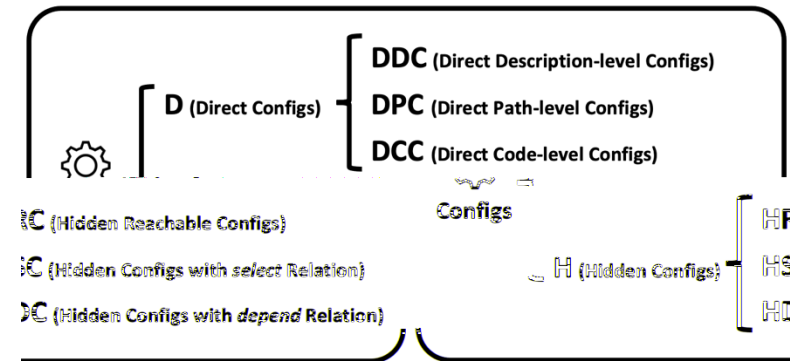 DDC (Direct Description-level Configs)
D (Direct Configs)
DPC (Direct Path-level Configs)
DCC (Direct Code-level Configs)
Configs
C (Hidden Reachable Configs)
C (Hidden Configs with select Relation)
H (Hidden Configs)
HS
C (Hidden Configs with depend Relation)